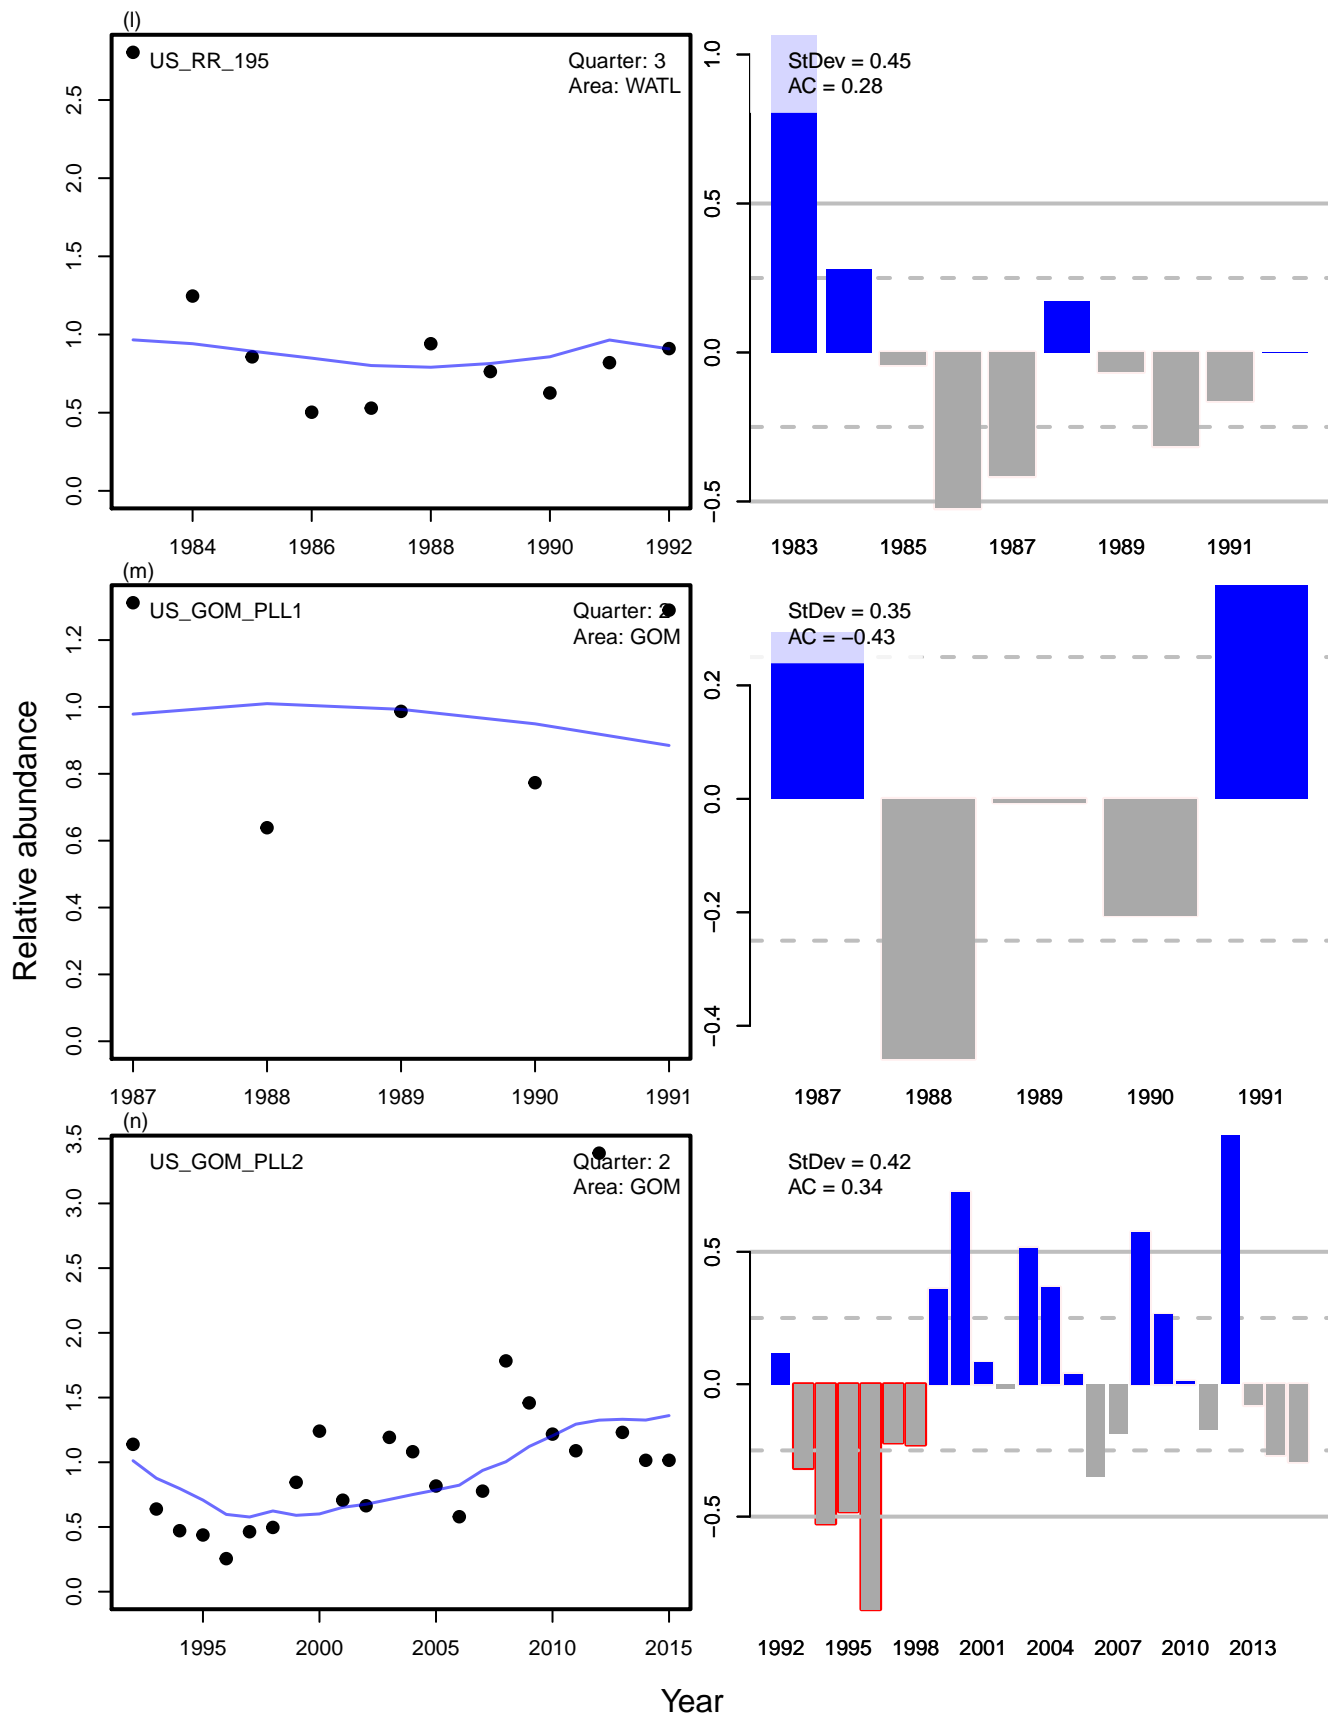 (l)
US_RR_195
Quarter: 3
Area: WATL
0.0 0.5 1.0 1.5 2.0 2.5
1984 1986 1988 1990 1992
StDev = 0.45
AC = 0.28
−0.5 0.0 0.5 1.0
1983 1985 1987 1989 1991
(m)
US_GOM_PLL1
Quarter: 2
Area: GOM
0.0 0.2 0.4 0.6 0.8 1.0 1.2
1987 1988 1989 1990 1991
StDev = 0.35
AC = −0.43
−0.4 −0.2 0.0 0.2
1987 1988 1989 1990 1991
Relative abundance
(n)
US_GOM_PLL2
Quarter: 2
Area: GOM
0.0 0.5 1.0 1.5 2.0 2.5 3.0 3.5
1995 2000 2005 2010 2015
StDev = 0.42
AC = 0.34
−0.5 0.0 0.5
1992 1995 1998 2001 2004 2007 2010 2013
Year